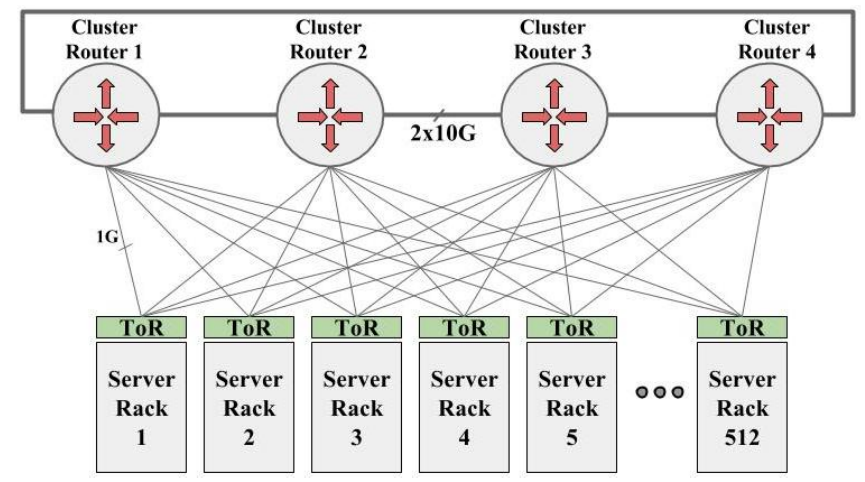 Cluster
Router 1
Cluster
Router 2
Cluster
Router 3
Cluster
Router 4
2x10G
1G
ToR
ToR
ToR
ToR
ToR
ToR
Server
Rack
1
Server
Rack
2
Server
Rack
3
Server
Rack
4
Server
Rack
5
Server
Rack
512